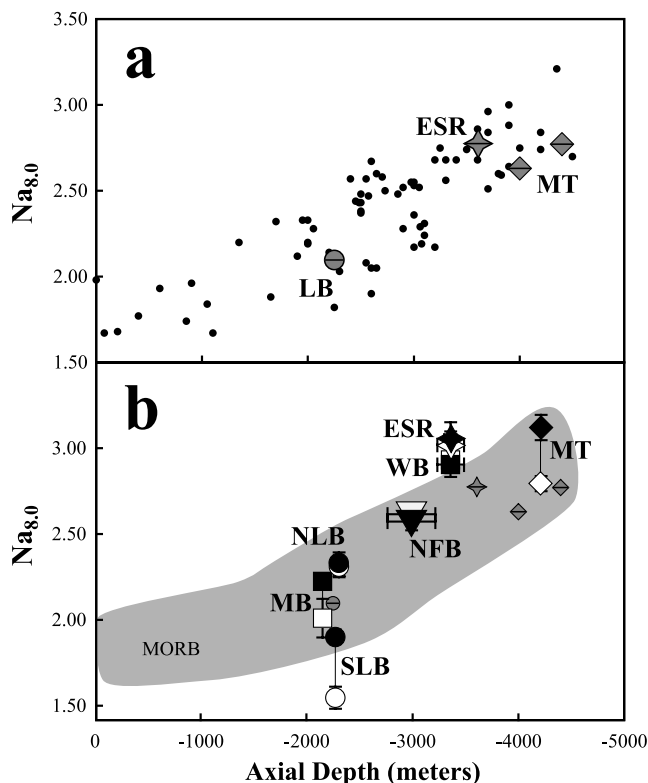 3.50
a
3.00
ESR
MT
Na8.0
2.50
2.00
LB
1.50
b
3.00
ESR
MT
WB
Na8.0
2.50
NFB
NLB
2.00
MB
MORB
SLB
1.50
0 -1000 -2000 -3000 -4000 -5000
Axial Depth (meters)